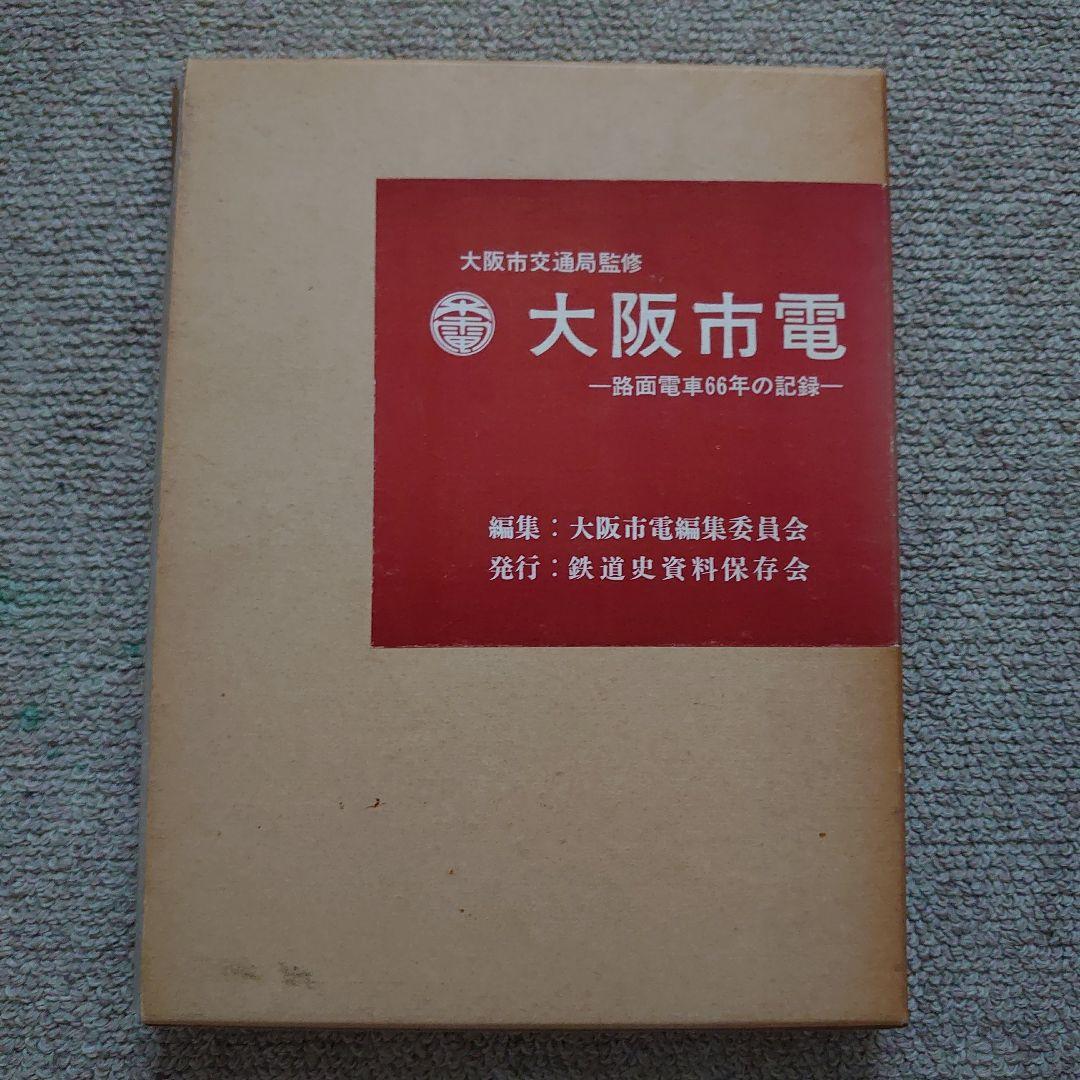 大阪市交通局監修
大阪市電
―路面電車66年の記録―
編集：大阪市電編集委員会
発行：鉄道史資料保存会